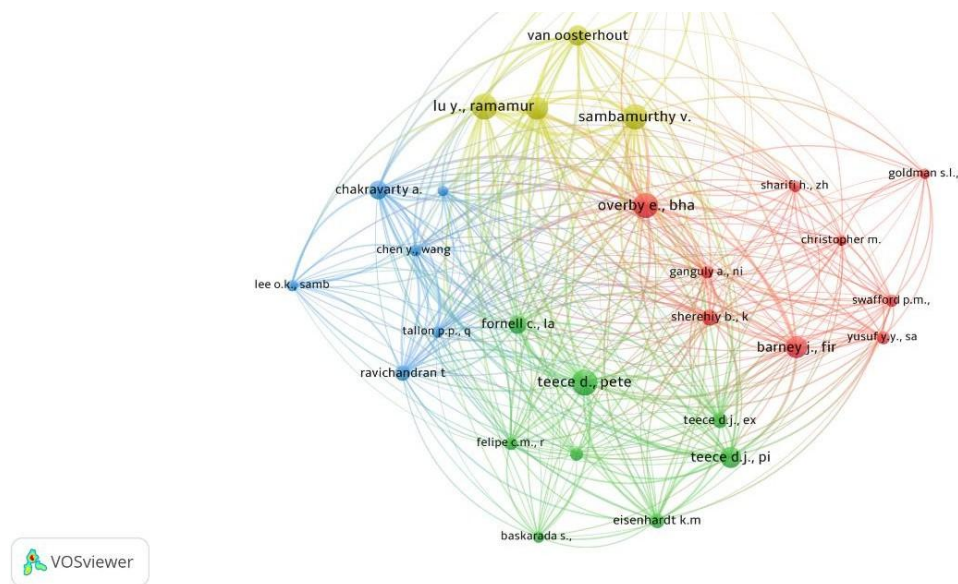 van oosterhout
lu y., ramamur
sambamurthy v.
goldman s.l.,
sharifi h., zh
chakravarty a.
overby e., bha
christopher m.
chen y., wang
ganguly a., ni
lee o.k., samb
swafford p.m.,
sherehiy b., k
fornell c., la
tallon p.p., q
yusuf y.y., sa
barney j., fir
ravichandran t
teece d., pete
teece d.j., ex
felipe c.m., r
teece d.j., pi
eisenhardt k.m
baskarada s.,
VOSviewer